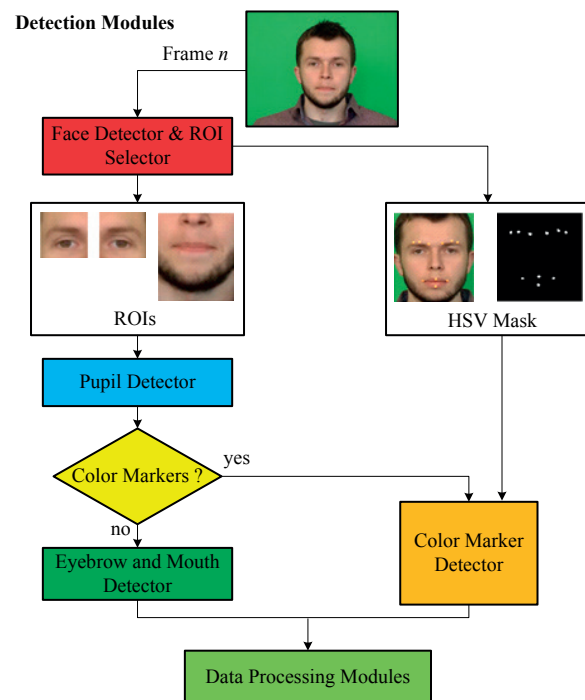 Detection Modules
Frame n
Face Detector & ROI
Selector
ROIs
HSV Mask
Pupil Detector
Color Markers ?
yes
no
Eyebrow and Mouth
Detector
Color Marker
Detector
Data Processing Modules